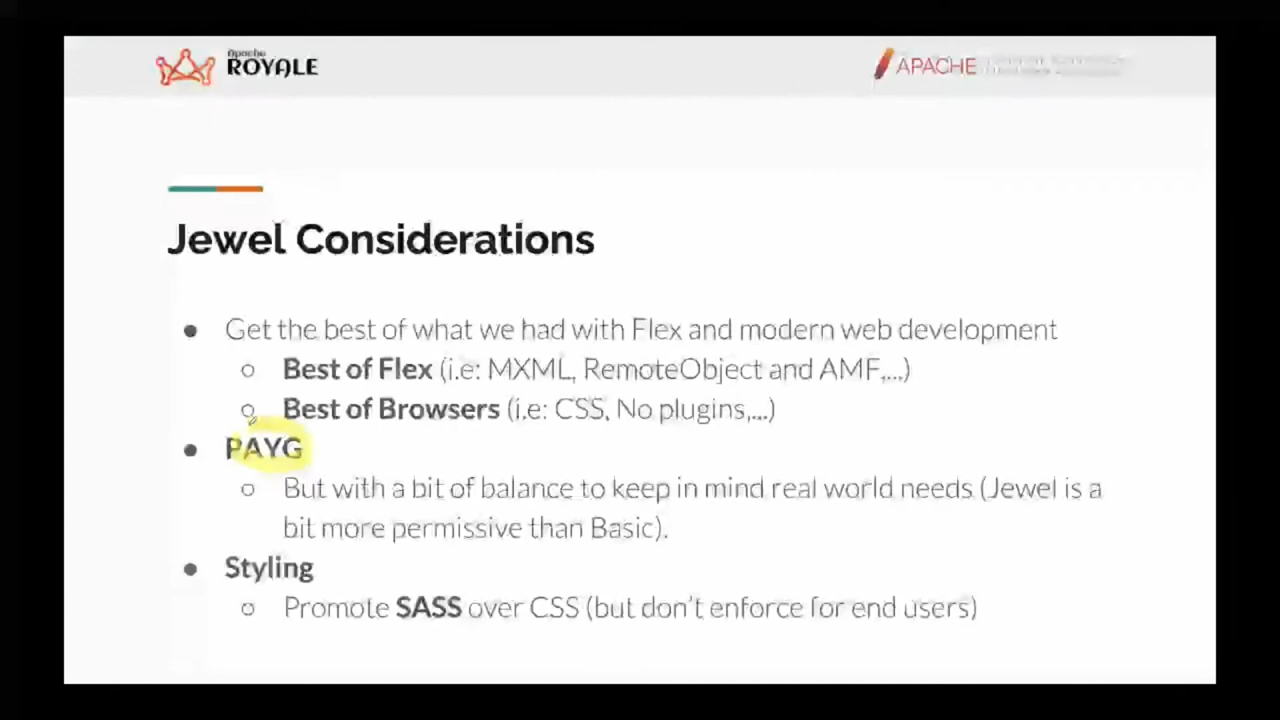 Apache
ROYALE
APACHE
Jewel Considerations
● Get the best of what we had with Flex and modern web development
○ Best of Flex (i.e: MXML, RemoteObject and AMF,...)
○ Best of Browsers (i.e: CSS, No plugins,...)
● PAYG
○ But with a bit of balance to keep in mind real world needs (Jewel is a
bit more permissive than Basic).
● Styling
○ Promote SASS over CSS (but don't enforce for end users)